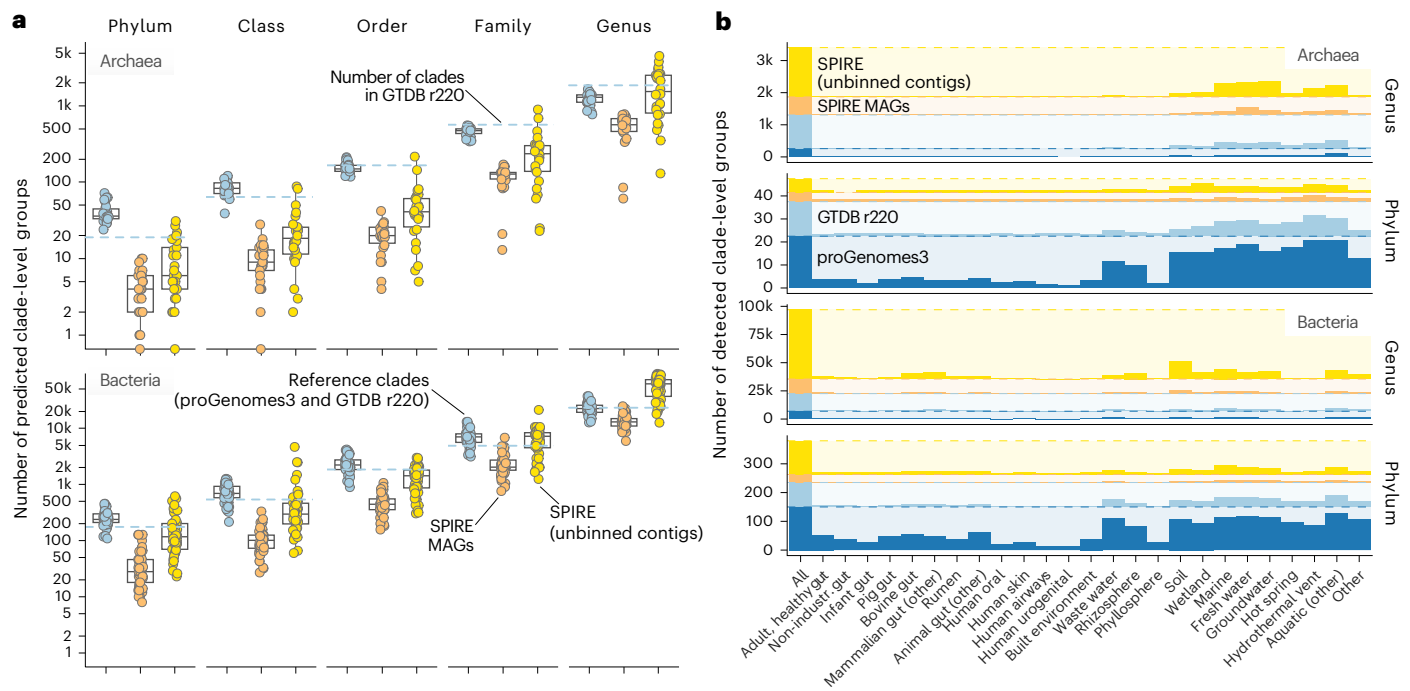 a
Phylum
Class
Order
Family
Genus
Number of predicted clade-level groups
Archaea
5k
2k
1k
500
200
100
50
20
10
5
2
1
Number of clades
in GTDB r220
Bacteria
50k
20k
10k
5k
2k
1k
500
200
100
50
20
10
5
2
1
Reference clades
(proGenomes3 and GTDB r220)
SPIRE
MAGs
SPIRE
(unbinned contigs)
b
Number of detected clade-level groups
3k
2k
1k
0
SPIRE
(unbinned contigs)
SPIRE MAGs
Archaea
Genus
40
30
20
10
0
GTDB r220
proGenomes3
Phylum
100k
50k
25k
0
Bacteria
Genus
300
200
100
0
Phylum
All
Adult, healthy gut
Non-industr. gut
Infant gut
Pig gut
Bovine gut
Mammalian gut (other)
Rumen
Animal gut (other)
Human oral
Human skin
Human airways
Human urogenital
Built environment
Waste water
Rhizosphere
Phyllosphere
Soil
Wetland
Marine
Fresh water
Groundwater
Hot spring
Hydrothermal vent
Aquatic (other)
Other